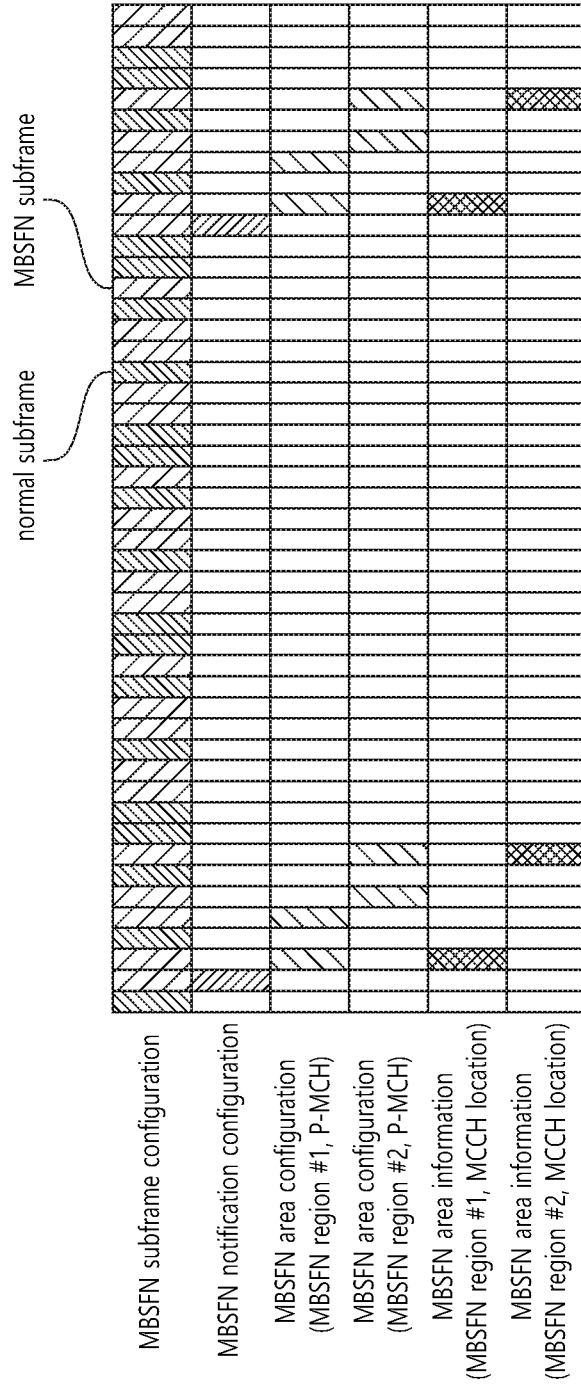 normal subframe
MBSFN subframe
MBSFN subframe configuration
MBSFN notification configuration
MBSFN area configuration
(MBSFN region #1, P-MCH)
MBSFN area configuration
(MBSFN region #2, P-MCH)
MBSFN area information
(MBSFN region #1, MCCH location)
MBSFN area information
(MBSFN region #2, MCCH location)